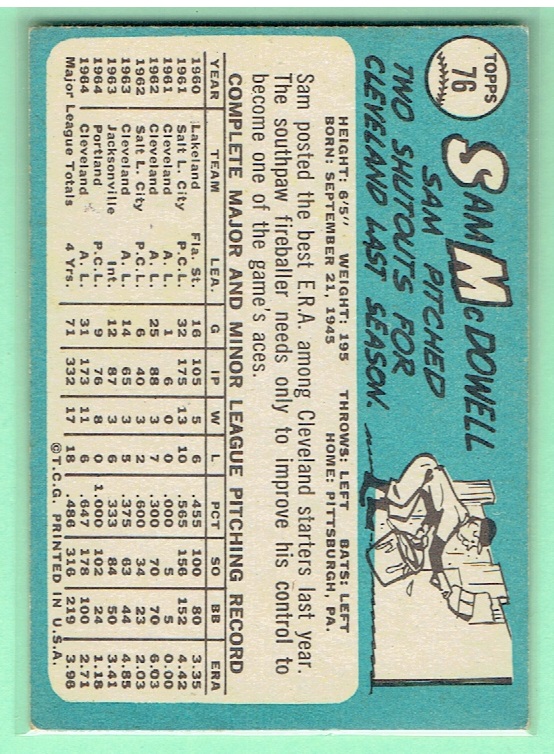 TOPPS
76
SAM McDOWELL
SAM PITCHED
TWO SHUTOUTS FOR
CLEVELAND LAST SEASON.
HEIGHT: 6'5" WEIGHT: 195 THROWS: LEFT BATS: LEFT
BORN: SEPTEMBER 21, 1945 HOME: PITTSBURGH, PA.
Sam posted the best E.R.A. among Cleveland starters last year.
The southpaw fireballer needs only to improve his control to
become one of the game's aces.
COMPLETE MAJOR AND MINOR LEAGUE PITCHING RECORD
YEAR TEAM LEA. G IP W L PCT SO BB ERA
1960 Lakeland Fla. St. 16 105 5 6 .455 100 80 3.35
1961 Salt L. City P.C.L. 32 175 13 10 .565 156 152 4.42
1961 Cleveland A. L. 1 6 0 0 .000 5 5 0.00
1962 Cleveland A. L. 25 88 3 7 .300 70 70 6.03
1962 Salt L. City P.C.L. 6 40 3 2 .600 34 23 2.03
1963 Cleveland A. L. 14 65 3 5 .375 63 44 4.85
1963 Jacksonville Int. 12 87 3 6 .333 84 50 3.41
1964 Portland P.C.L. 9 76 8 0 1.000 102 24 1.18
1964 Cleveland A. L. 31 173 11 6 .647 178 100 2.71
Major League Totals 4 Yrs. 71 332 17 18 .486 316 219 3.96
©T.C.G. PRINTED IN U.S.A.